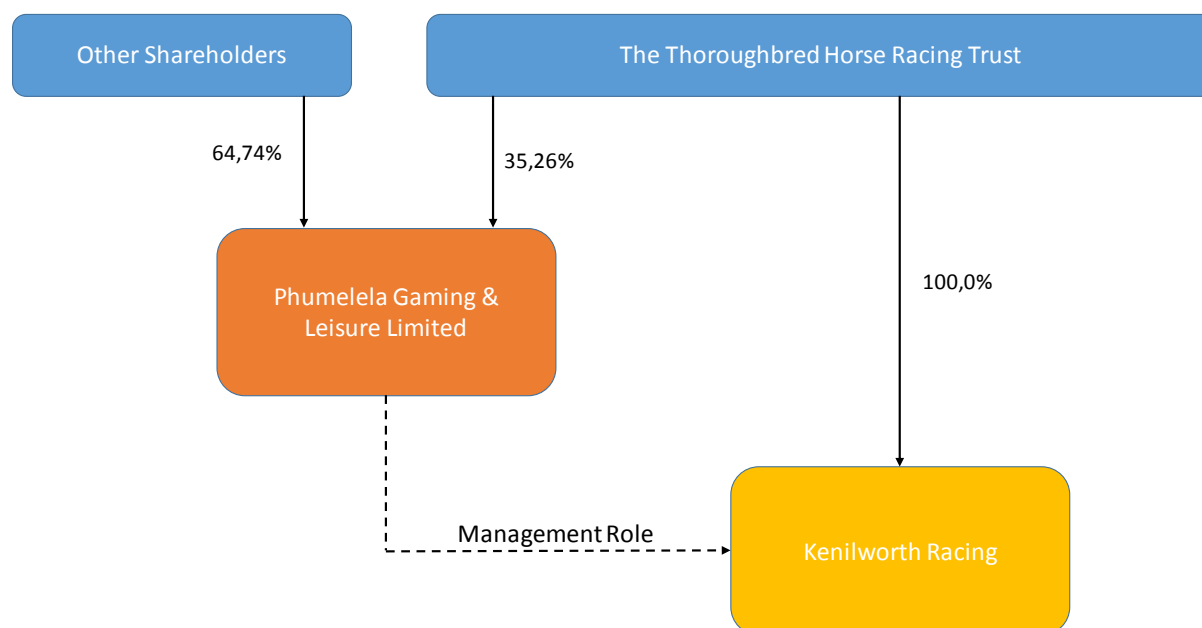 Other Shareholders
The Thoroughbred Horse Racing Trust
64,74%
35,26%
Phumelela Gaming &
Leisure Limited
100,0%
Management Role
Kenilworth Racing